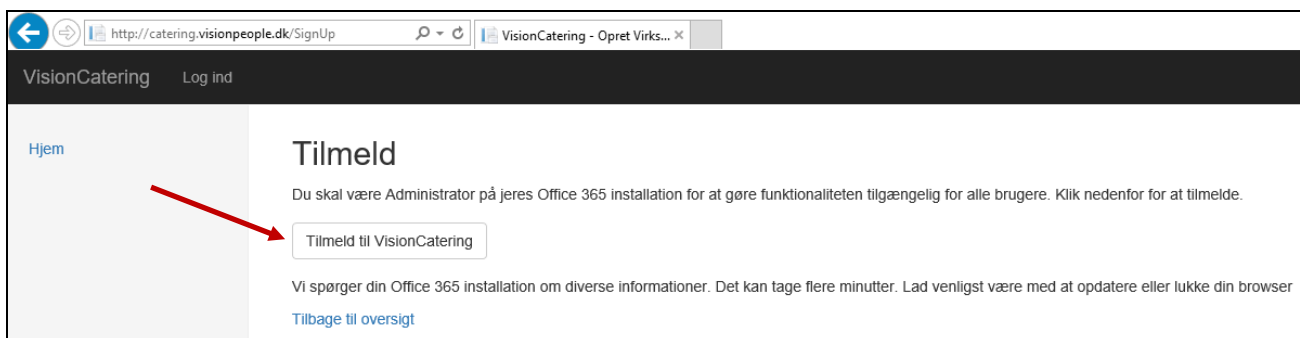 http://catering.visionpeople.dk/SignUp
VisionCatering - Opret Virks...
VisionCatering Log ind
Hjem
Tilmeld
Du skal være Administrator på jeres Office 365 installation for at gøre funktionaliteten tilgængelig for alle brugere. Klik nedenfor for at tilmelde.
Tilmeld til VisionCatering
Vi spørger din Office 365 installation om diverse informationer. Det kan tage flere minutter. Lad venligst være med at opdatere eller lukke din browser
Tilbage til oversigt